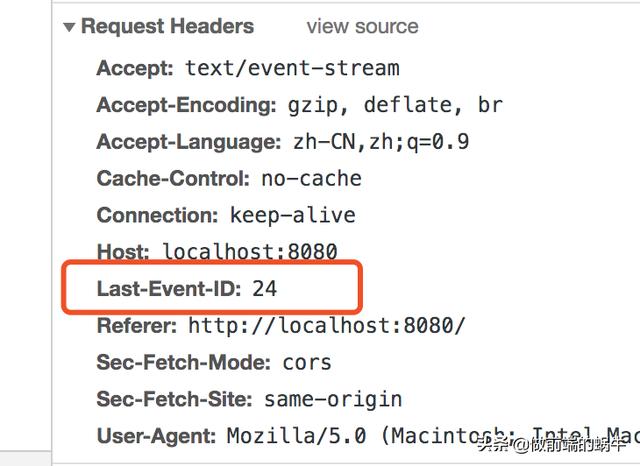 Request Headers view source
Accept: text/event-stream
Accept-Encoding: gzip, deflate, br
Accept-Language: zh-CN,zh;q=0.9
Cache-Control: no-cache
Connection: keep-alive
Host: localhost:8080
Last-Event-ID: 24
Referer: http://localhost:8080/
Sec-Fetch-Mode: cors
Sec-Fetch-Site: same-origin
User-Agent: Mozilla/5.0 (Macintosh; Intel Mac
头条 @做前端的蜗牛